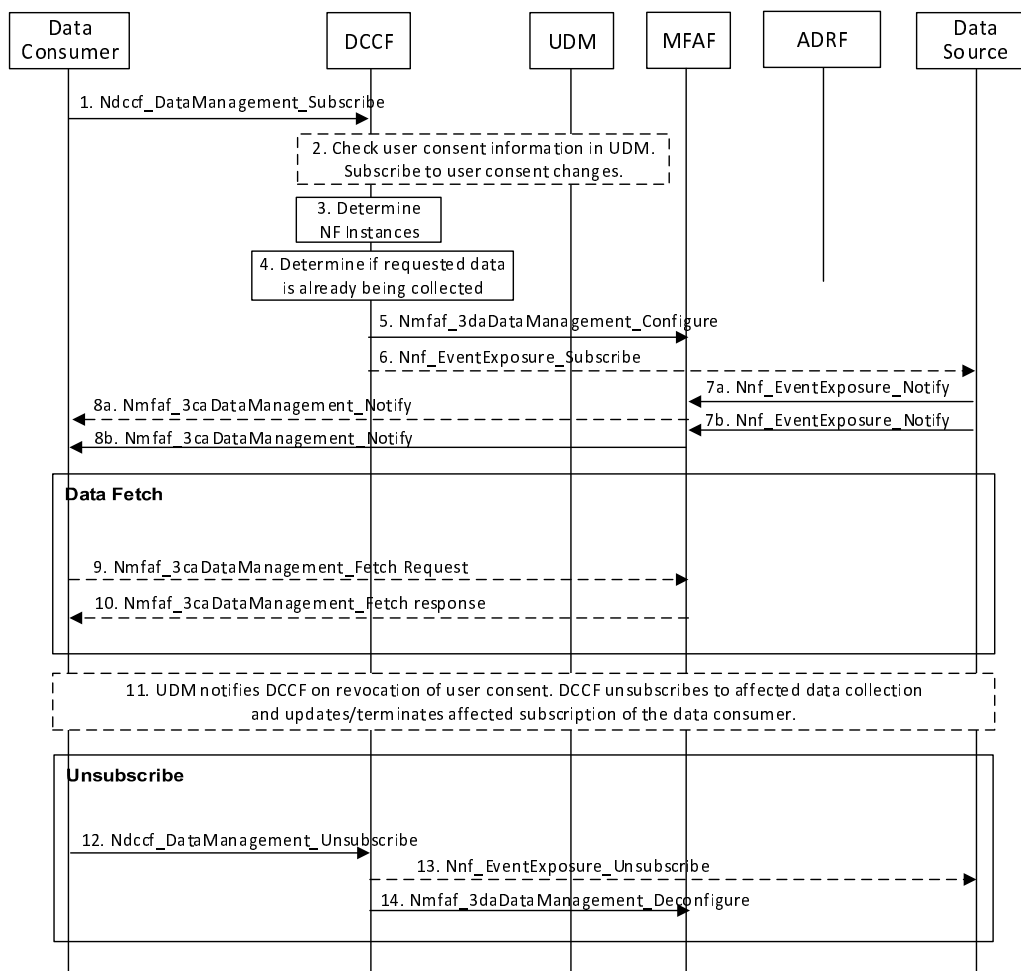 Data
Consumer
DCCF
UDM
MFAF
ADRF
Data
Source
1. Ndccf_DataManagement_Subscribe
2. Check user consent information in UDM.
Subscribe to user consent changes.
3. Determine
NF Instances
4. Determine if requested data
is already being collected
5. Nmfaf_3daDataManagement_Configure
6. Nnf_EventExposure_Subscribe
7a. Nnf_EventExposure_Notify
8a. Nmfaf_3caDataManagement_Notify
7b. Nnf_EventExposure_Notify
8b. Nmfaf_3caDataManagement_Notify
Data Fetch
9. Nmfaf_3caDataManagement_Fetch Request
10. Nmfaf_3caDataManagement_Fetch response
11. UDM notifies DCCF on revocation of user consent. DCCF unsubscribes to affected data collection
and updates/terminates affected subscription of the data consumer.
Unsubscribe
12. Ndccf_DataManagement_Unsubscribe
13. Nnf_EventExposure_Unsubscribe
14. Nmfaf_3daDataManagement_Deconfigure